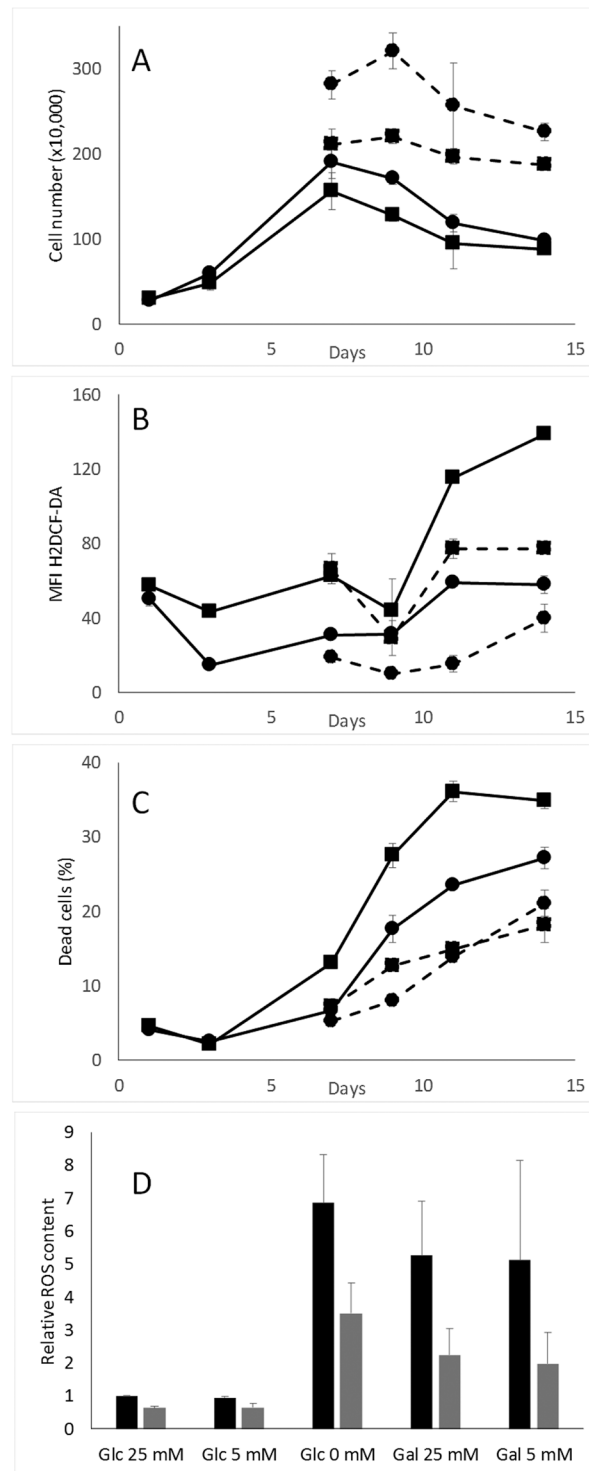 A
Cell number (x10,000)
300
200
100
0
0 5 10 15
Days
B
MFI H2DCF-DA
160
120
80
40
0
0 5 10 15
Days
C
Dead cells (%)
40
30
20
10
0
0 5 10 15
Days
D
Relative ROS content
9
8
7
6
5
4
3
2
1
0
Glc 25 mM Glc 5 mM Glc 0 mM Gal 25 mM Gal 5 mM